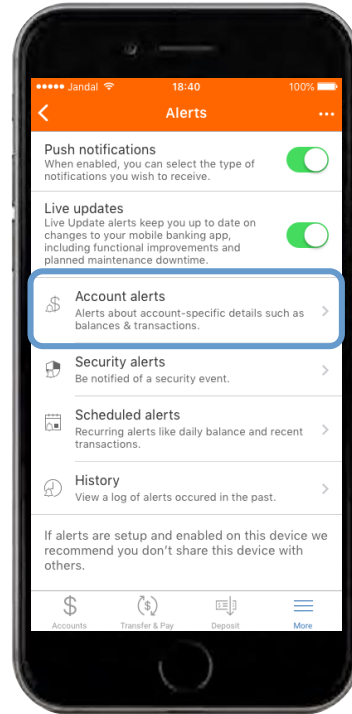 Jandal 18:40 100%
Alerts
Push notifications
When enabled, you can select the type of
notifications you wish to receive.
Live updates
Live Update alerts keep you up to date on
changes to your mobile banking app,
including functional improvements and
planned maintenance downtime.
Account alerts
Alerts about account-specific details such as
balances & transactions.
Security alerts
Be notified of a security event.
Scheduled alerts
Recurring alerts like daily balance and recent
transactions.
History
View a log of alerts occured in the past.
If alerts are setup and enabled on this device we
recommend you don't share this device with
others.
Accounts Transfer & Pay Deposit More